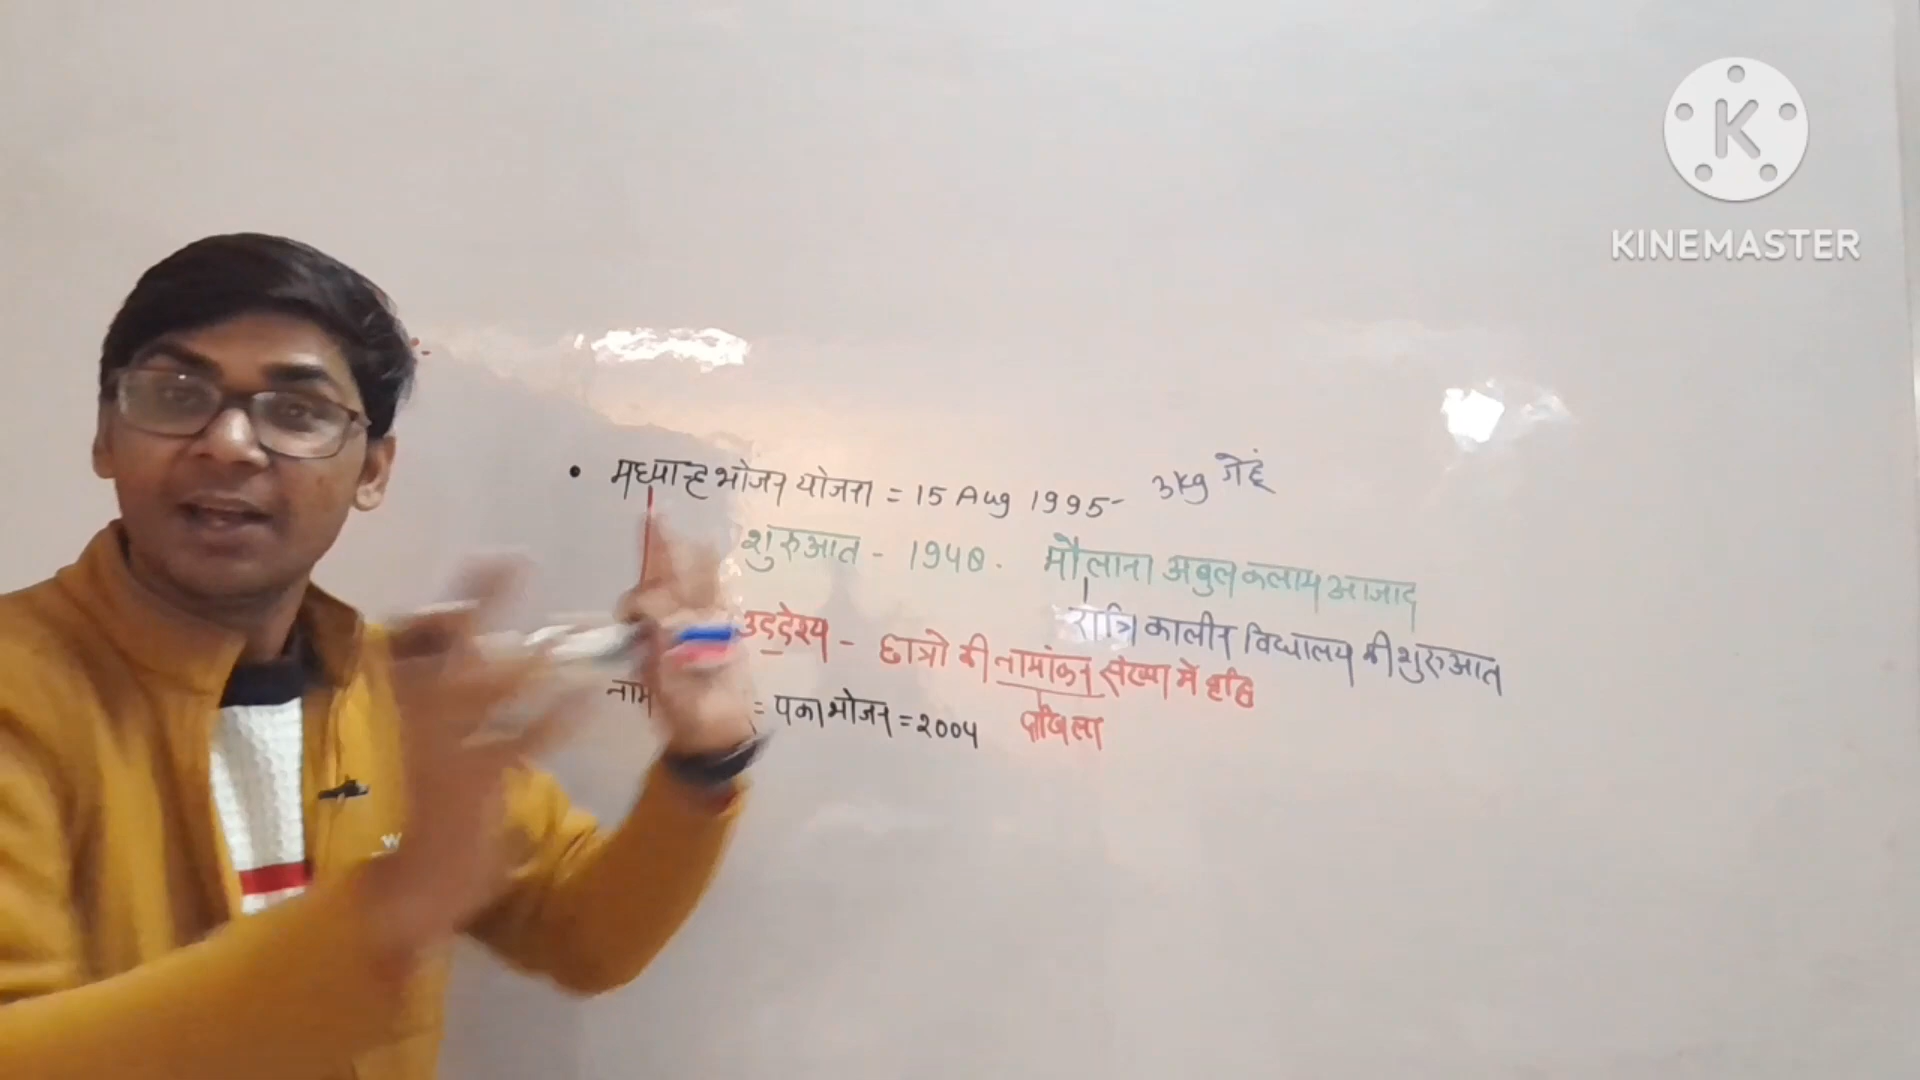 K
KINEMASTER
• मध्यान्ह भोजन योजना = 15 Aug 1995- 3kg गेहूं
शुरुआत - 1940. मौलाना अबुल कलाम आजाद
रात्रि कालीन विद्यालय की शुरुआत
उद्देश्य - छात्रो की नामांकन संख्या मे वृद्धि
नाम = पका भोजन = 2004